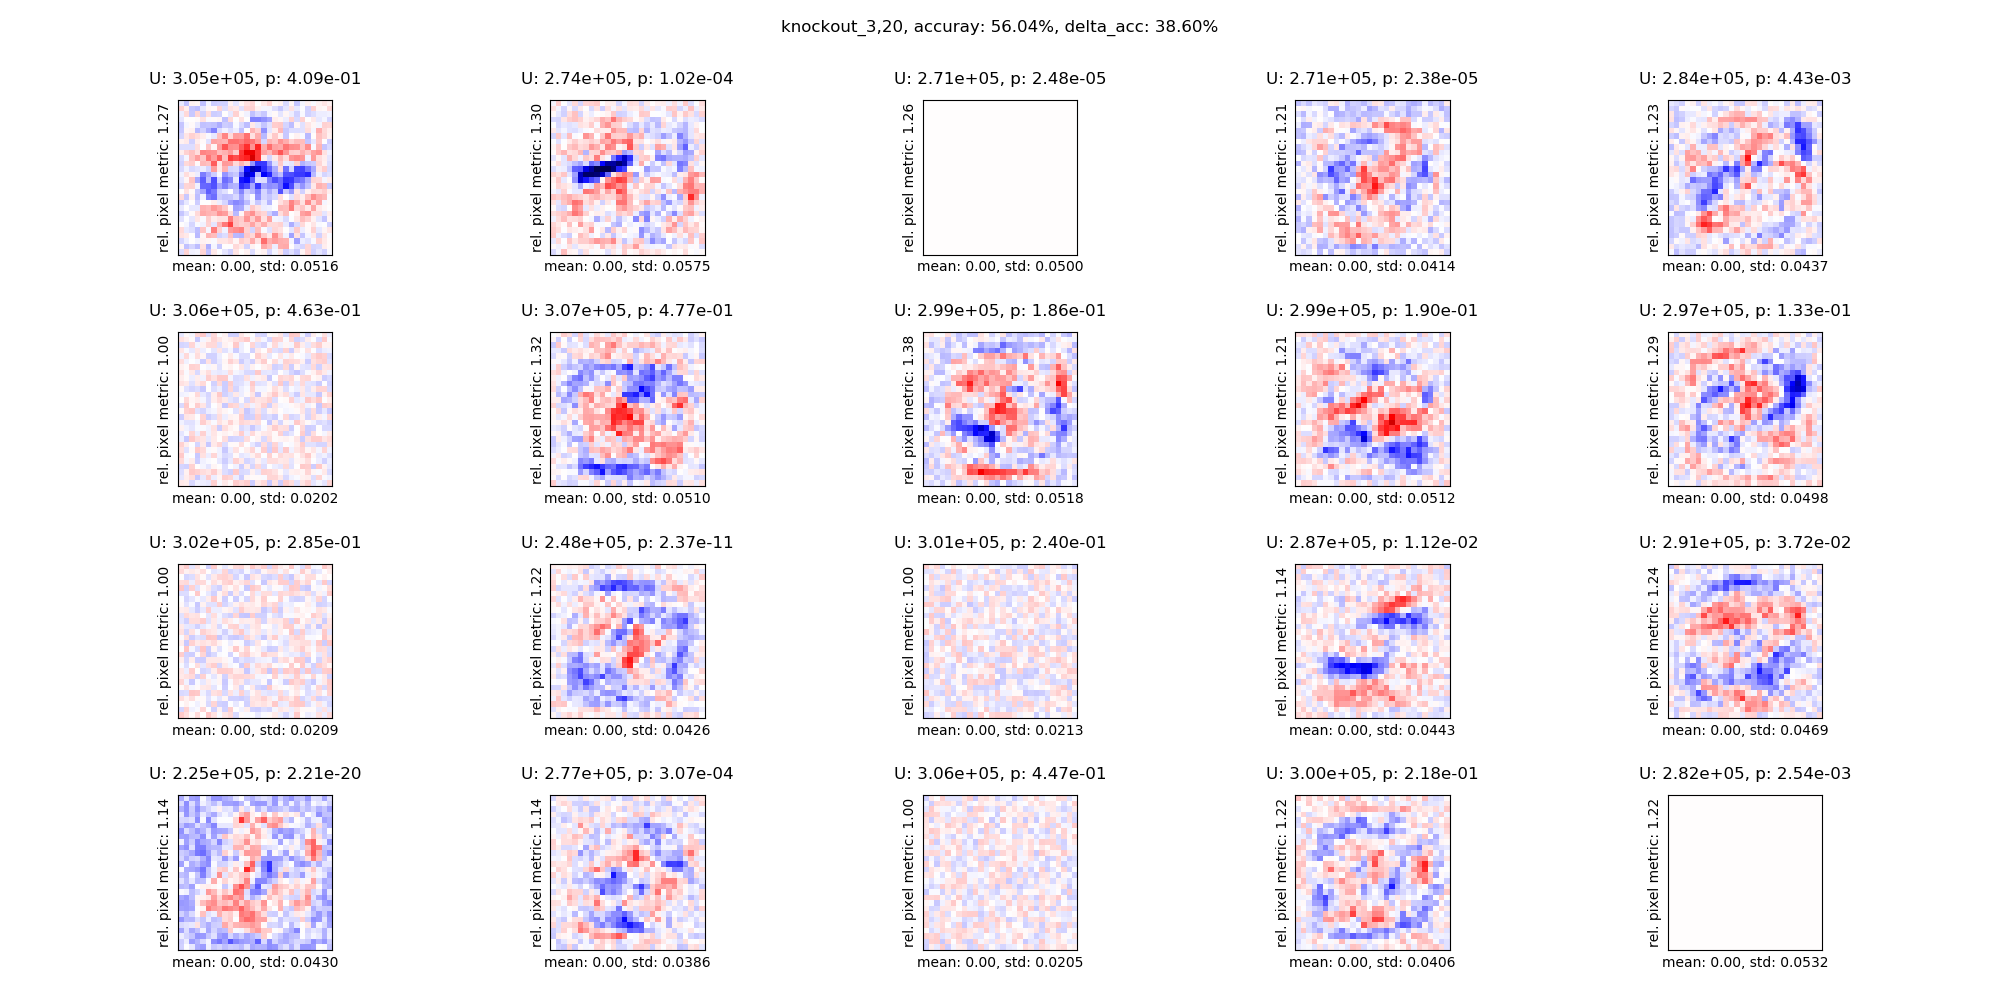 knockout_3,20, accuray: 56.04%, delta_acc: 38.60%
U: 3.05e+05, p: 4.09e-01
rel. pixel metric: 1.27
mean: 0.00, std: 0.0516
U: 2.74e+05, p: 1.02e-04
rel. pixel metric: 1.30
mean: 0.00, std: 0.0575
U: 2.71e+05, p: 2.48e-05
rel. pixel metric: 1.26
mean: 0.00, std: 0.0500
U: 2.71e+05, p: 2.38e-05
rel. pixel metric: 1.21
mean: 0.00, std: 0.0414
U: 2.84e+05, p: 4.43e-03
rel. pixel metric: 1.23
mean: 0.00, std: 0.0437
U: 3.06e+05, p: 4.63e-01
rel. pixel metric: 1.00
mean: 0.00, std: 0.0202
U: 3.07e+05, p: 4.77e-01
rel. pixel metric: 1.32
mean: 0.00, std: 0.0510
U: 2.99e+05, p: 1.86e-01
rel. pixel metric: 1.38
mean: 0.00, std: 0.0518
U: 2.99e+05, p: 1.90e-01
rel. pixel metric: 1.21
mean: 0.00, std: 0.0512
U: 2.97e+05, p: 1.33e-01
rel. pixel metric: 1.29
mean: 0.00, std: 0.0498
U: 3.02e+05, p: 2.85e-01
rel. pixel metric: 1.00
mean: 0.00, std: 0.0209
U: 2.48e+05, p: 2.37e-11
rel. pixel metric: 1.22
mean: 0.00, std: 0.0426
U: 3.01e+05, p: 2.40e-01
rel. pixel metric: 1.00
mean: 0.00, std: 0.0213
U: 2.87e+05, p: 1.12e-02
rel. pixel metric: 1.14
mean: 0.00, std: 0.0443
U: 2.91e+05, p: 3.72e-02
rel. pixel metric: 1.24
mean: 0.00, std: 0.0469
U: 2.25e+05, p: 2.21e-20
rel. pixel metric: 1.14
mean: 0.00, std: 0.0430
U: 2.77e+05, p: 3.07e-04
rel. pixel metric: 1.14
mean: 0.00, std: 0.0386
U: 3.06e+05, p: 4.47e-01
rel. pixel metric: 1.00
mean: 0.00, std: 0.0205
U: 3.00e+05, p: 2.18e-01
rel. pixel metric: 1.22
mean: 0.00, std: 0.0406
U: 2.82e+05, p: 2.54e-03
rel. pixel metric: 1.22
mean: 0.00, std: 0.0532